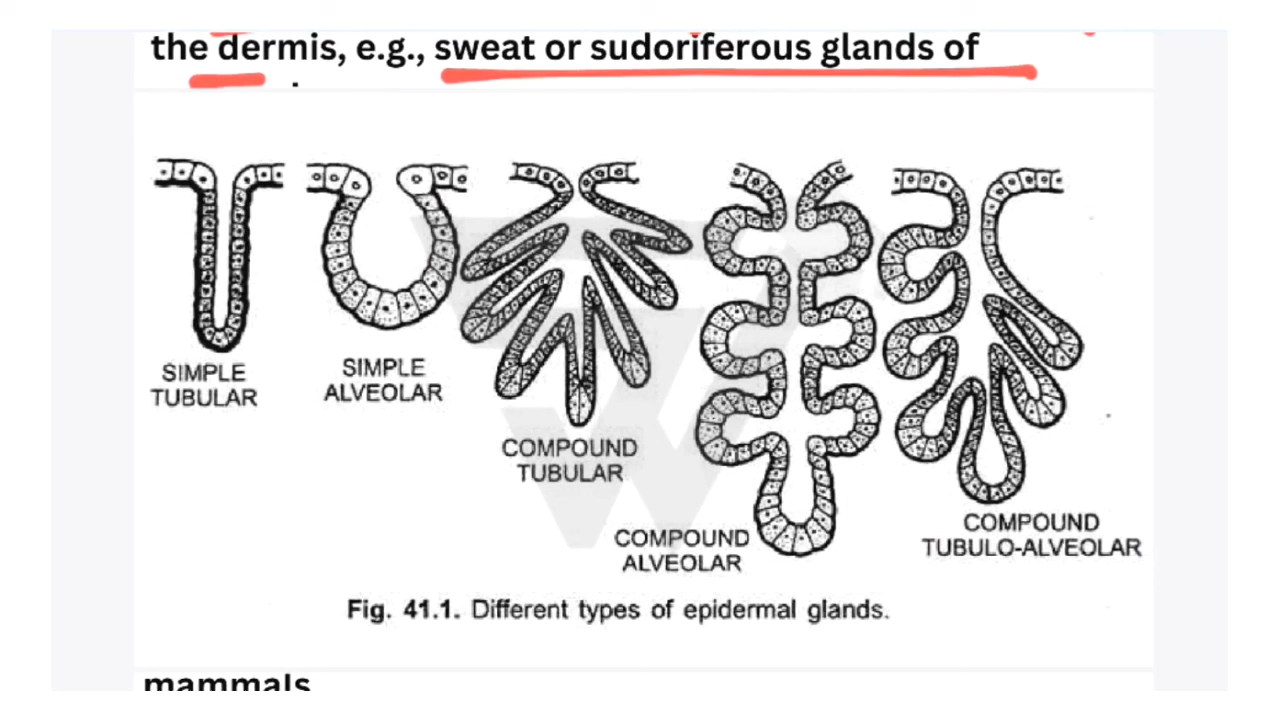 the dermis, e.g., sweat or sudoriferous glands of
SIMPLE
TUBULAR
SIMPLE
ALVEOLAR
COMPOUND
TUBULAR
COMPOUND
ALVEOLAR
COMPOUND
TUBULO-ALVEOLAR
Fig. 41.1. Different types of epidermal glands.
mammals